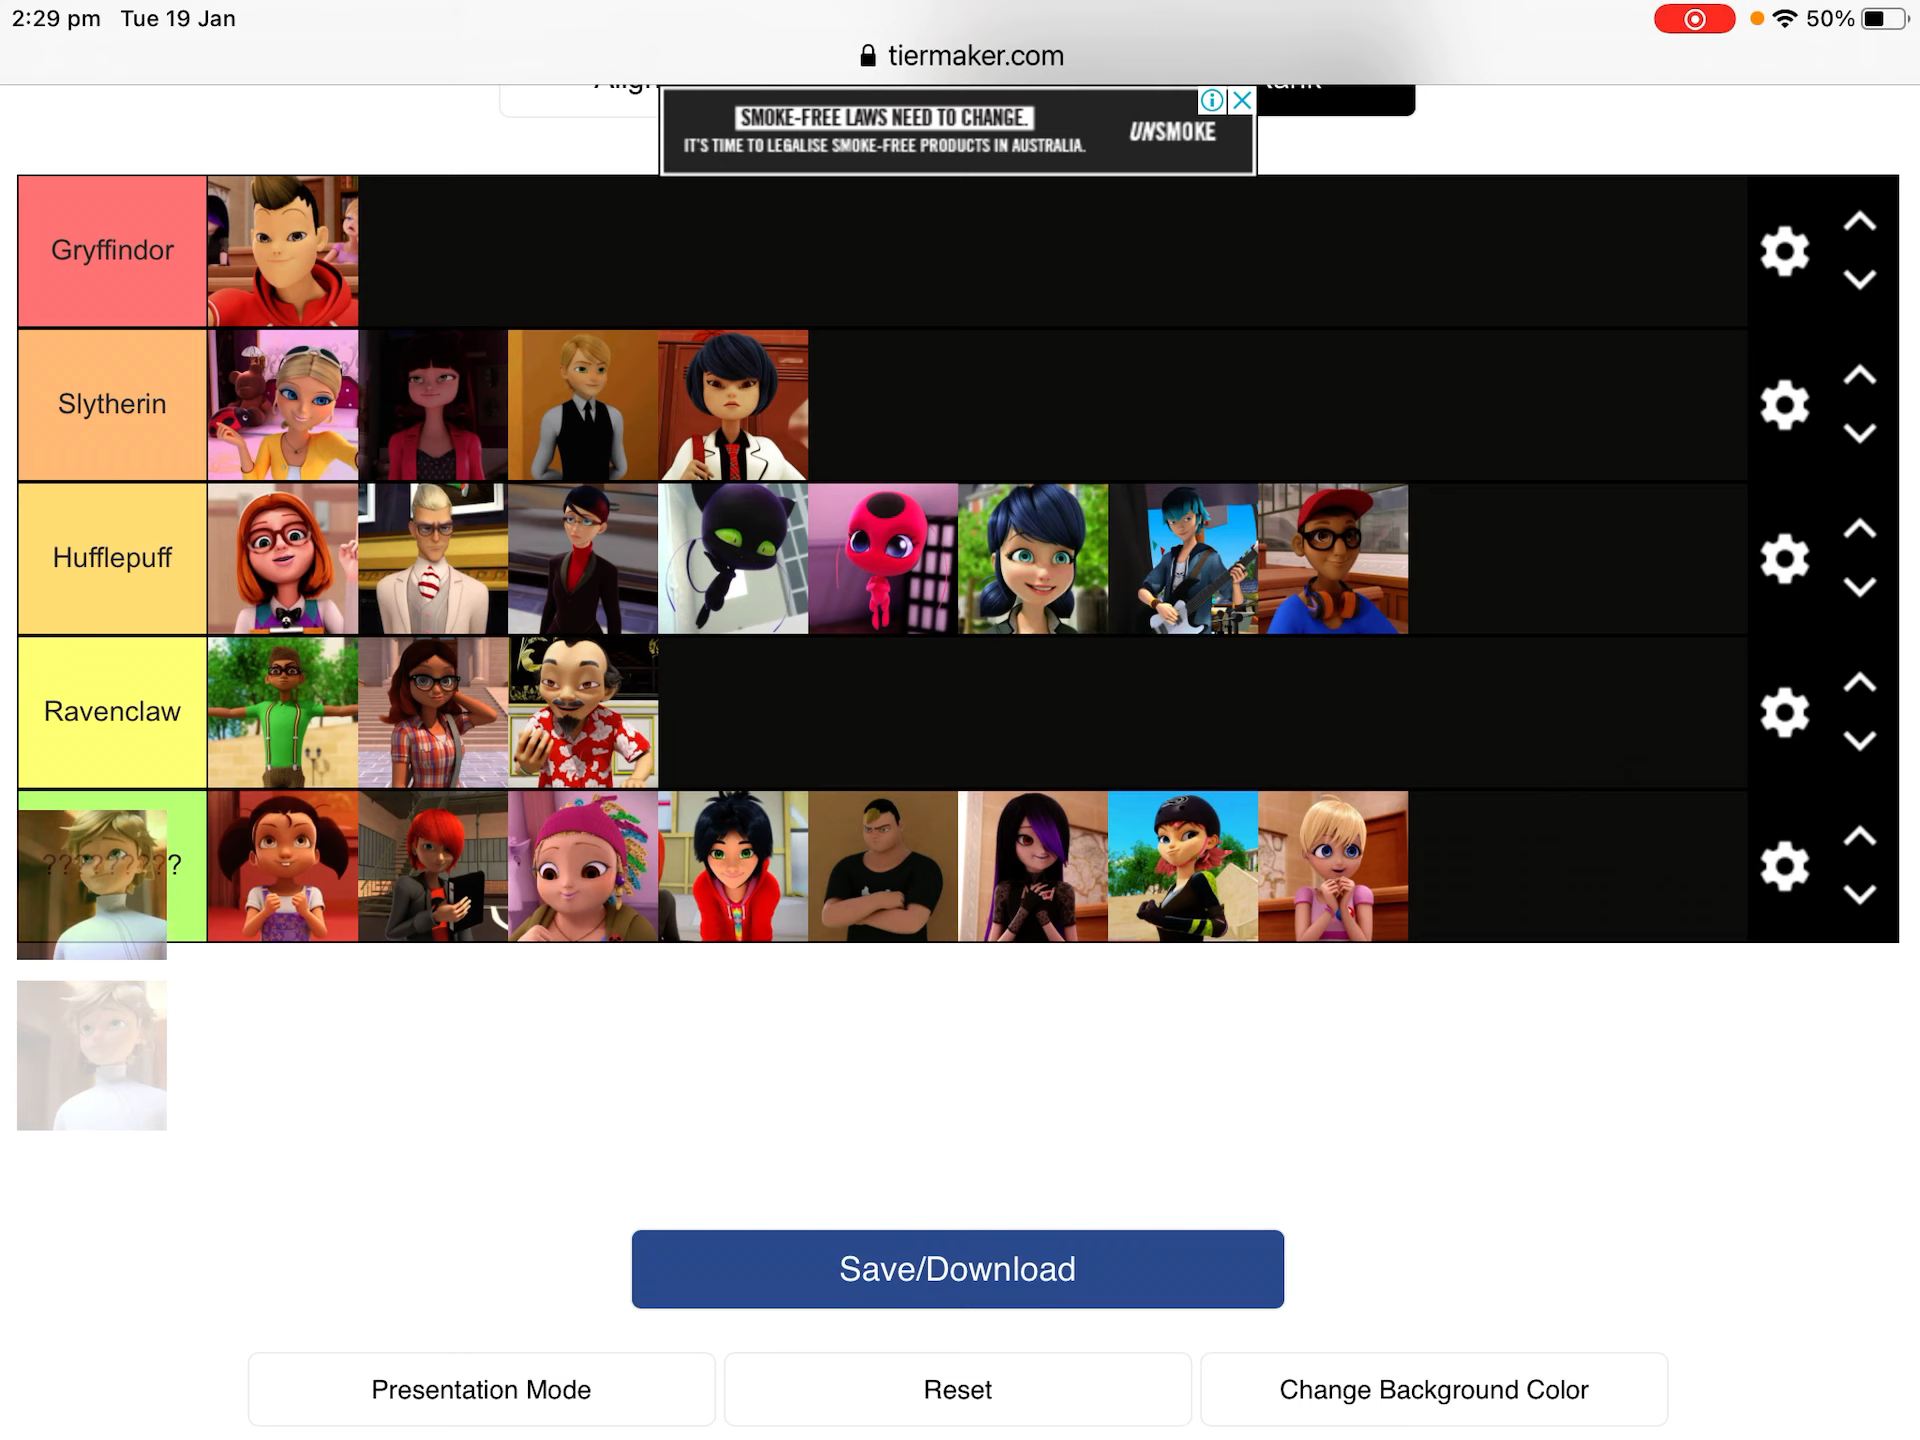 2:29 pm Tue 19 Jan
50%
tiermaker.com
SMOKE-FREE LAWS NEED TO CHANGE.
IT'S TIME TO LEGALISE SMOKE-FREE PRODUCTS IN AUSTRALIA.
UNSMOKE
Gryffindor
Slytherin
Hufflepuff
Ravenclaw
?????????
Save/Download
Presentation Mode
Reset
Change Background Color